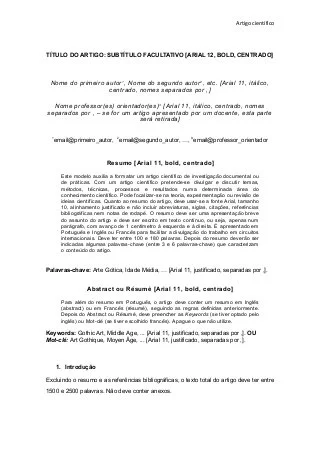 Artigo científico
TÍTULO DO ARTIGO: SUBTÍTULO FACULTATIVO [ARIAL 12, BOLD, CENTRADO]
Nome do primeiro autor¹, Nome do segundo autor², etc. [Arial 11, itálico,
centrado, nomes separados por , ]
Nome professor(es) orientador(es)³ [Arial 11, itálico, centrado, nomes
separados por , – se for um artigo apresentado por um docente, esta parte
será retirada]
¹email@primeiro_autor, ²email@segundo_autor, ..., ³email@professor_orientador
Resumo [Arial 11, bold, centrado]
Este modelo auxilia a formatar um artigo científico de investigação documental ou
de práticas. Com um artigo científico pretende-se divulgar e discutir temas,
métodos, técnicas, processos e resultados numa determinada área do
conhecimento científico. Pode focalizar-se na teoria, experimentação ou revisão de
ideias científicas. Quanto ao resumo do artigo, deve usar-se a fonte Arial, tamanho
10, alinhamento justificado e não incluir abreviaturas, siglas, citações, referências
bibliográficas nem notas de rodapé. O resumo deve ser uma apresentação breve
do assunto do artigo e deve ser escrito em texto contínuo, ou seja, apenas num
parágrafo, com avanço de 1 centímetro à esquerda e à direita. É apresentado em
Português e Inglês ou Francês para facilitar a divulgação do trabalho em circuitos
internacionais. Deve ter entre 100 e 160 palavras. Depois do resumo deverão ser
indicadas algumas palavras-chave (entre 3 e 6 palavras-chave) que caracterizam
o conteúdo do artigo.
Palavras-chave: Arte Gótica, Idade Média, ... [Arial 11, justificado, separadas por ,].
Abstract ou Résumé [Arial 11, bold, centrado]
Para além do resumo em Português, o artigo deve conter um resumo em Inglês
(abstract) ou em Francês (résumé), seguindo as regras definidas anteriormente.
Depois do Abstract ou Résumé, deve preencher as Keywords (se tiver optado pelo
inglês) ou Mot-clé (se tiver escolhido francês). Apague o que não utilize.
Keywords: Gothic Art, Middle Age, ... [Arial 11, justificado, separadas por ,]. OU
Mot-clé: Art Gothique, Moyen Âge, ... [Arial 11, justificado, separadas por ,].
1. Introdução
Excluindo o resumo e as referências bibliográficas, o texto total do artigo deve ter entre
1500 e 2500 palavras. Não deve conter anexos.